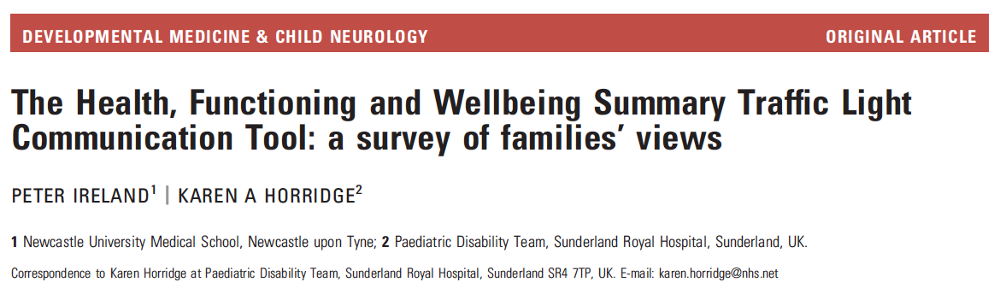 DEVELOPMENTAL MEDICINE & CHILD NEUROLOGY ORIGINAL ARTICLE
The Health, Functioning and Wellbeing Summary Traffic Light
Communication Tool: a survey of families’ views
PETER IRELAND1 | KAREN A HORRIDGE2
1 Newcastle University Medical School, Newcastle upon Tyne; 2 Paediatric Disability Team, Sunderland Royal Hospital, Sunderland, UK.
Correspondence to Karen Horridge at Paediatric Disability Team, Sunderland Royal Hospital, Sunderland SR4 7TP, UK. E-mail: karen.horridge@nhs.net